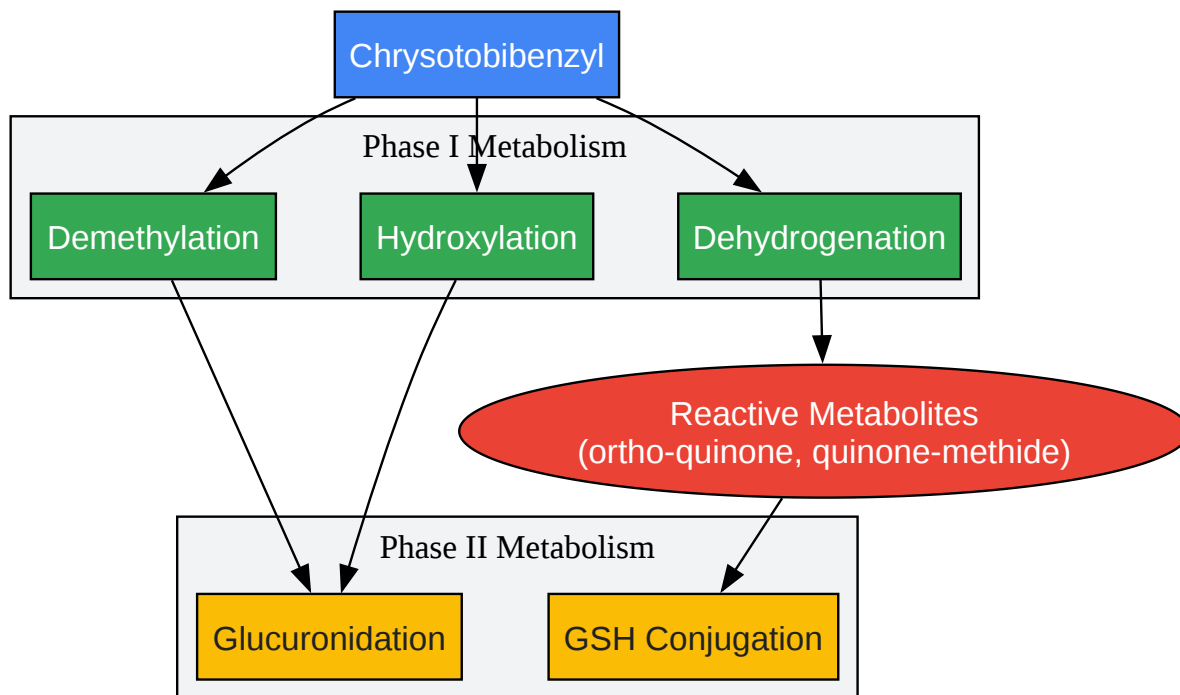 Chrysotobibenzyl
Phase I Metabolism
Demethylation
Hydroxylation
Dehydrogenation
Reactive Metabolites
(ortho-quinone, quinone-methide)
Phase II Metabolism
Glucuronidation
GSH Conjugation